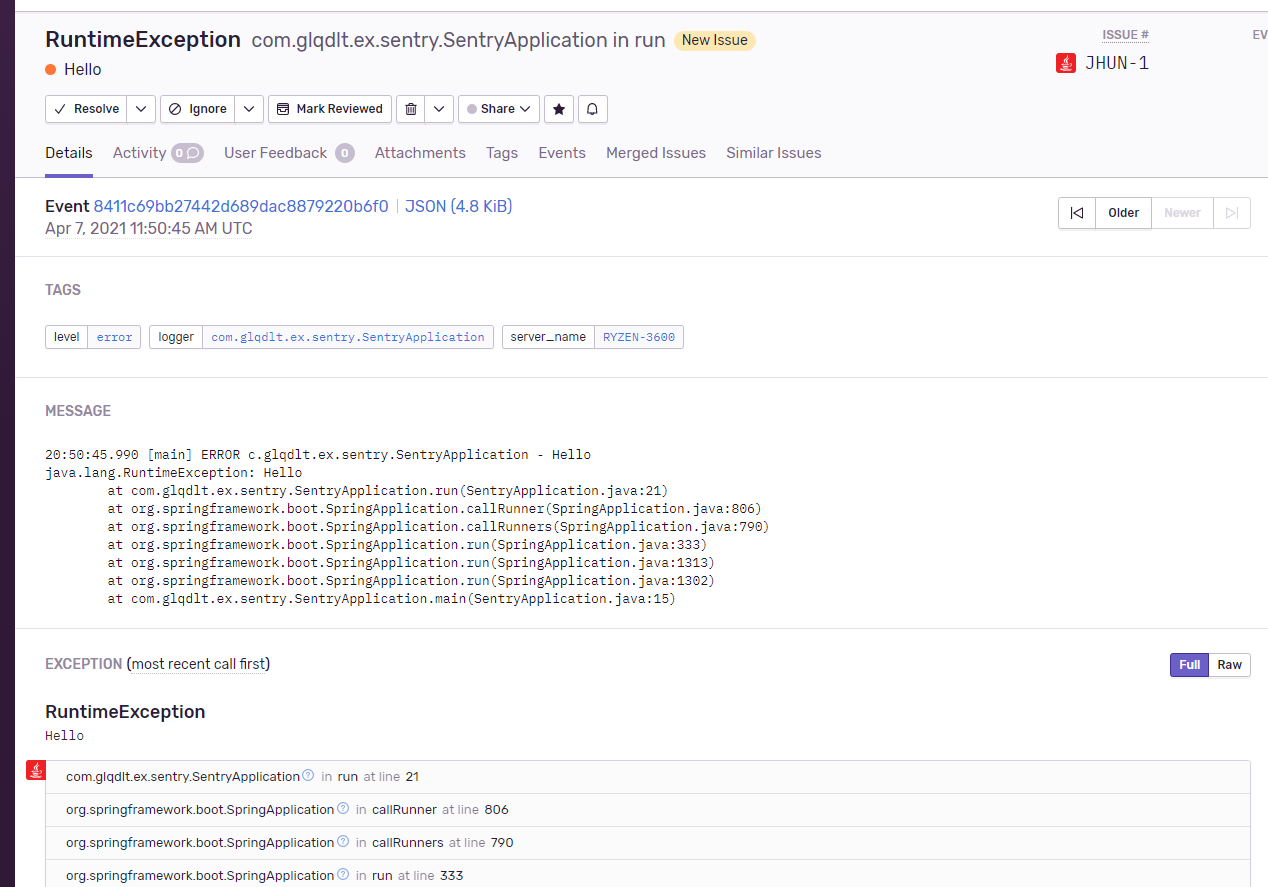 RuntimeException com.glqdlt.ex.sentry.SentryApplication in run New Issue
ISSUE # EV
Hello
JHUN-1
Resolve Ignore Mark Reviewed Share
Details Activity 0 User Feedback 0 Attachments Tags Events Merged Issues Similar Issues
Event 8411c69bb27442d689dac8879220b6f0 | JSON (4.8 KiB)
Apr 7, 2021 11:50:45 AM UTC
Older Newer
TAGS
level error logger com.glqdlt.ex.sentry.SentryApplication server_name RYZEN-3600
MESSAGE
20:50:45.990 [main] ERROR c.glqdlt.ex.sentry.SentryApplication - Hello
java.lang.RuntimeException: Hello
at com.glqdlt.ex.sentry.SentryApplication.run(SentryApplication.java:21)
at org.springframework.boot.SpringApplication.callRunner(SpringApplication.java:806)
at org.springframework.boot.SpringApplication.callRunners(SpringApplication.java:790)
at org.springframework.boot.SpringApplication.run(SpringApplication.java:333)
at org.springframework.boot.SpringApplication.run(SpringApplication.java:1313)
at org.springframework.boot.SpringApplication.run(SpringApplication.java:1302)
at com.glqdlt.ex.sentry.SentryApplication.main(SentryApplication.java:15)
EXCEPTION (most recent call first) Full Raw
RuntimeException
Hello
com.glqdlt.ex.sentry.SentryApplication ? in run at line 21
org.springframework.boot.SpringApplication ? in callRunner at line 806
org.springframework.boot.SpringApplication ? in callRunners at line 790
org.springframework.boot.SpringApplication ? in run at line 333